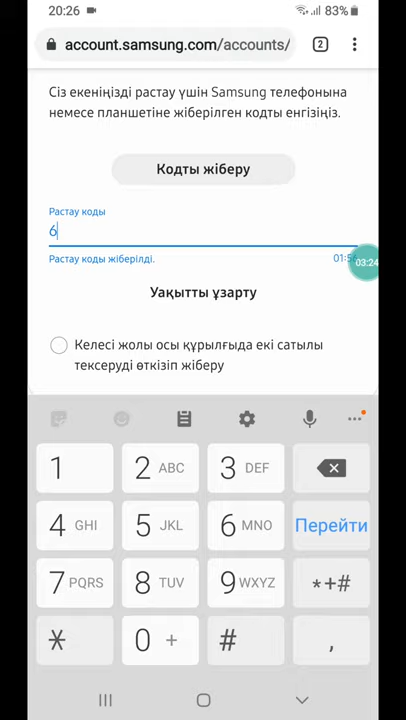 20:26
83%
account.samsung.com/accounts/
2
Сіз екеніңізді растау үшін Samsung телефонына
немесе планшетіне жіберілген кодты енгізіңіз.
Кодты жіберу
Растау коды
6
Растау коды жіберілді.
03:24
Уақытты ұзарту
Келесі жолы осы құрылғыда екі сатылы
тексеруді өткізіп жіберу
1 2 ABC 3 DEF
4 GHI 5 JKL 6 MNO Перейти
7 PQRS 8 TUV 9 WXYZ *+#
* 0 + # ,